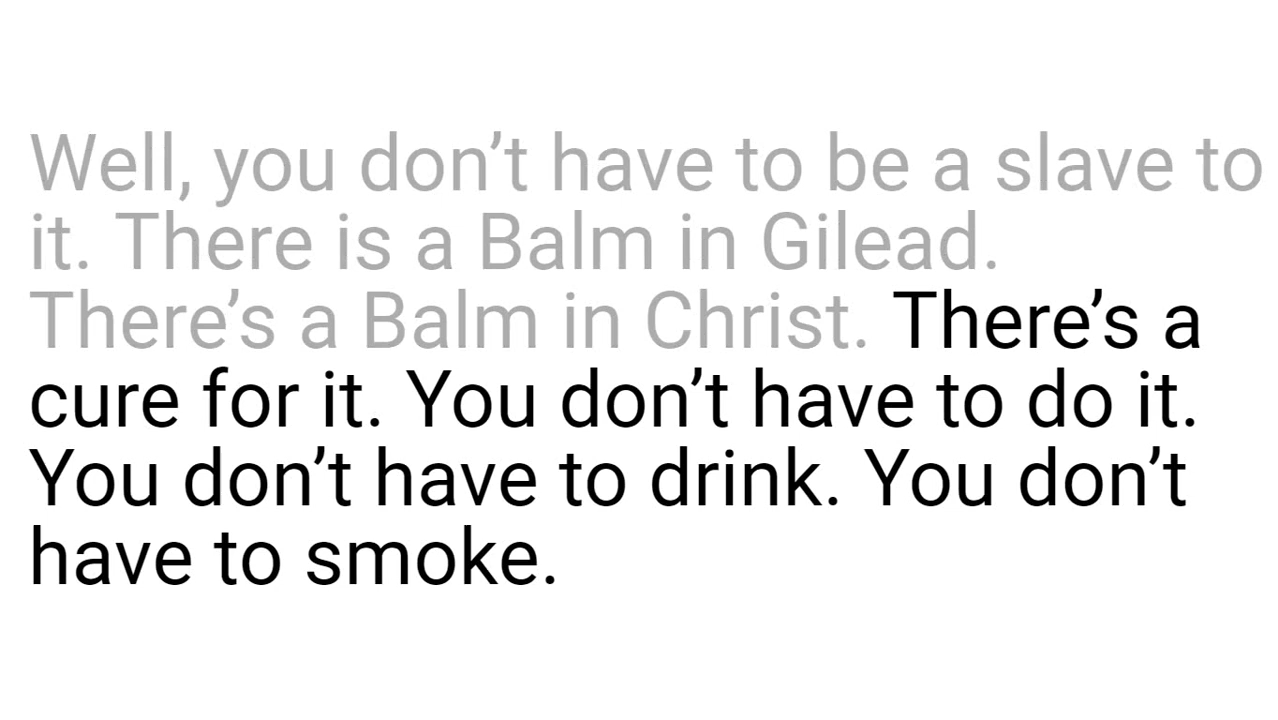 Well, you don’t have to be a slave to
it. There is a Balm in Gilead.
There’s a Balm in Christ. There’s a
cure for it. You don’t have to do it.
You don’t have to drink. You don’t
have to smoke.